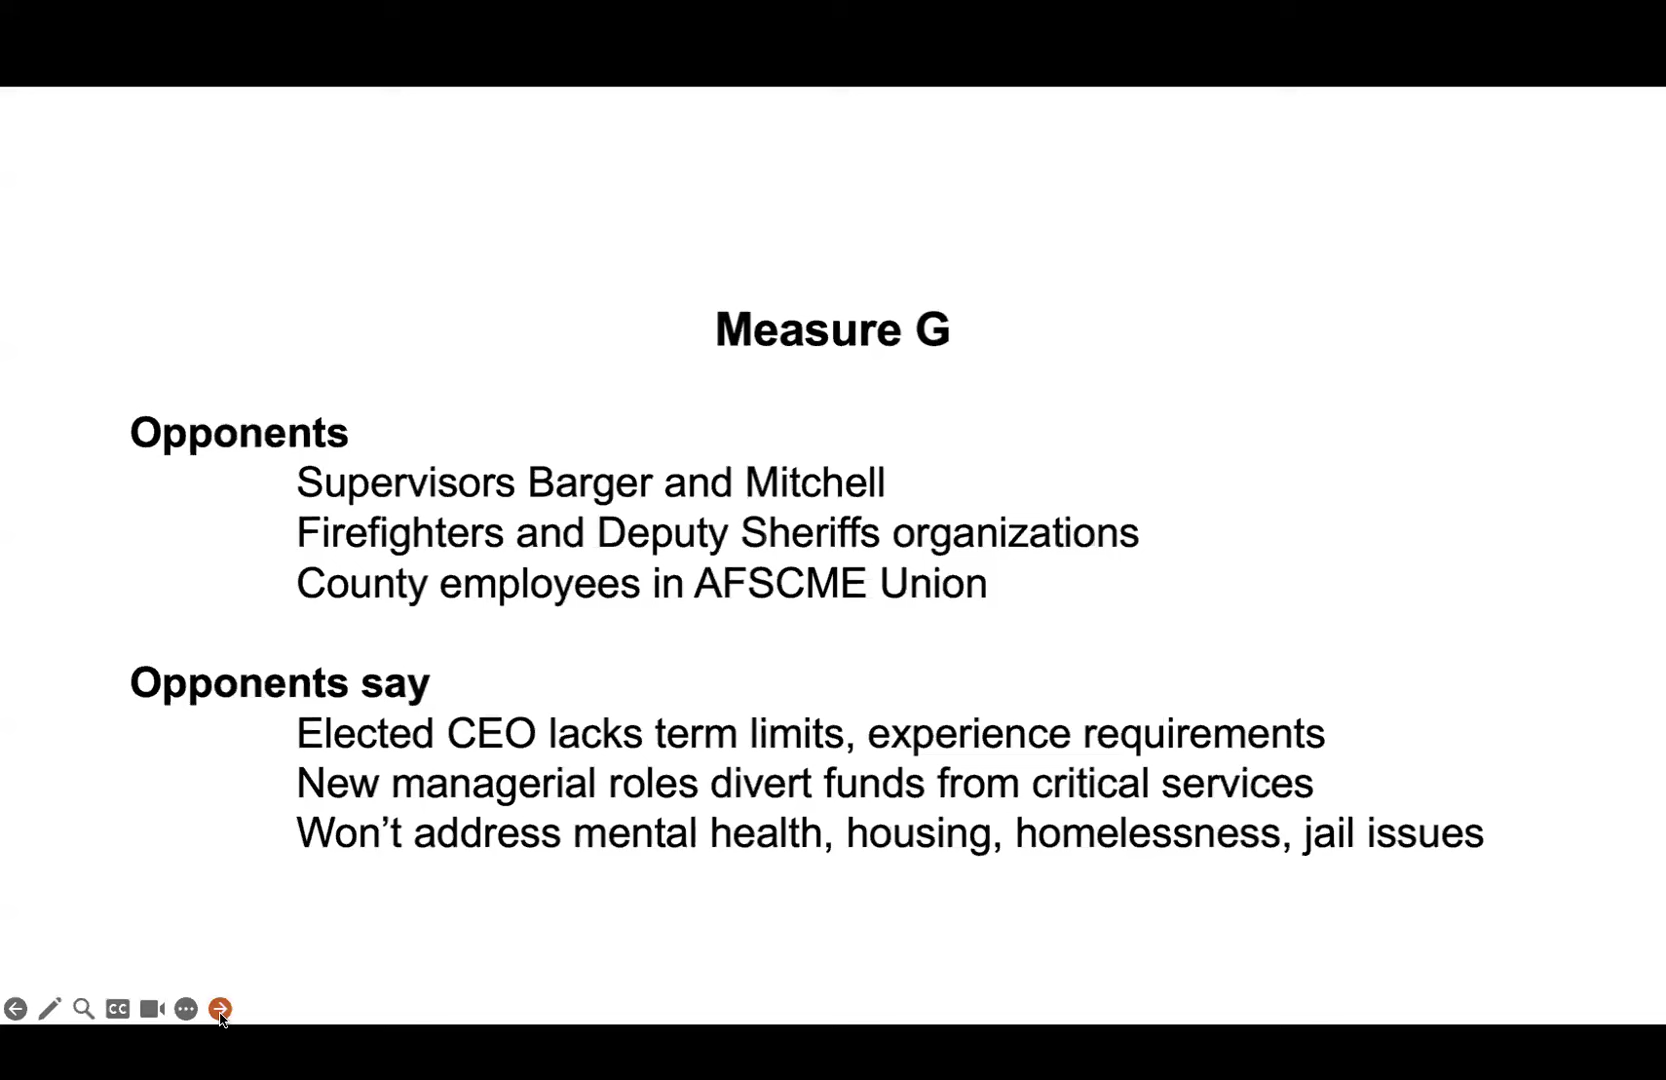 Measure G
Opponents
Supervisors Barger and Mitchell
Firefighters and Deputy Sheriffs organizations
County employees in AFSCME Union
Opponents say
Elected CEO lacks term limits, experience requirements
New managerial roles divert funds from critical services
Won’t address mental health, housing, homelessness, jail issues
CC